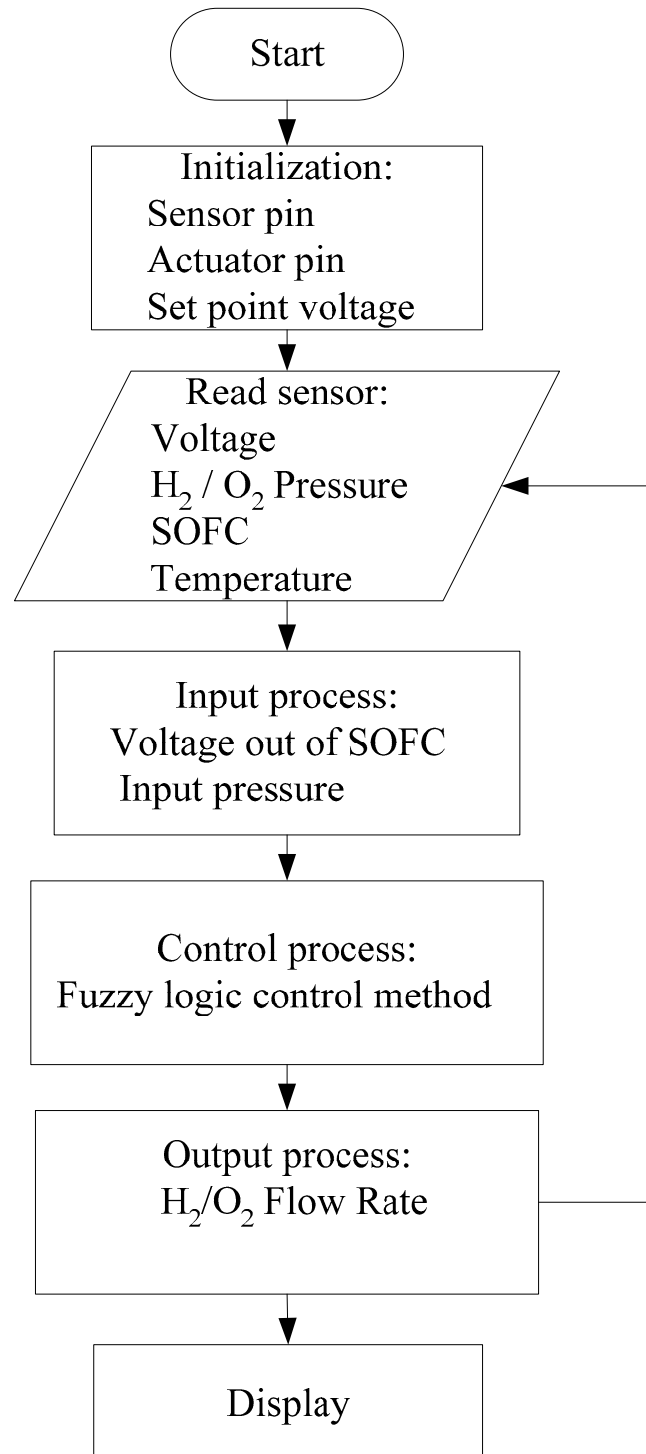 Start
Initialization:
Sensor pin
Actuator pin
Set point voltage
Read sensor:
Voltage
H₂ / O₂ Pressure
SOFC
Temperature
Input process:
Voltage out of SOFC
Input pressure
Control process:
Fuzzy logic control method
Output process:
H₂/O₂ Flow Rate
Display